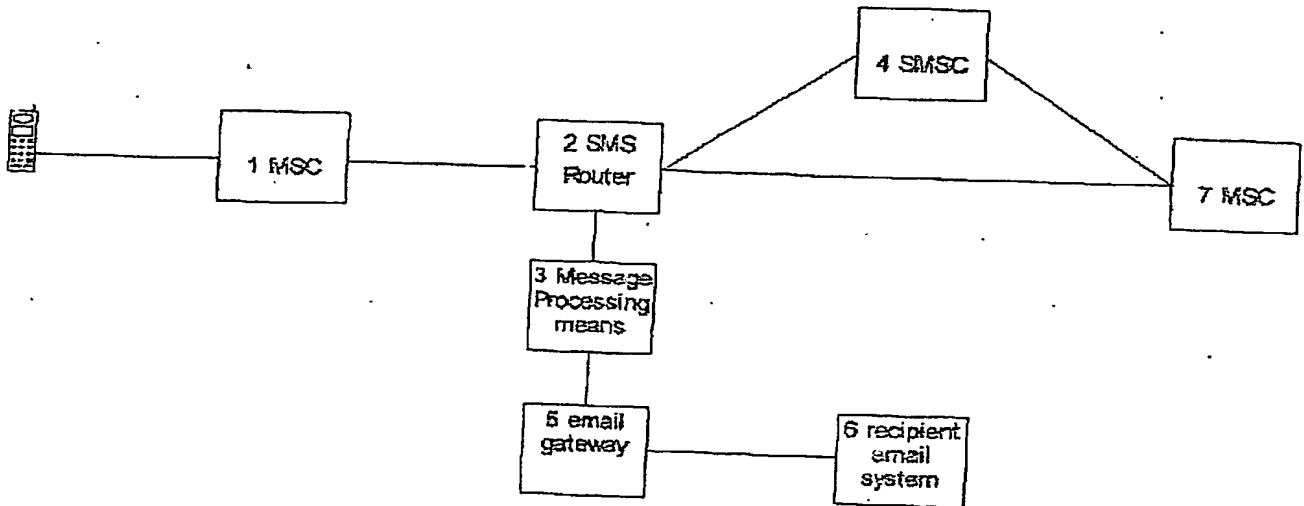 4 SMSC
1 MSC
2 SMS
Router
7 MSC
3 Message
Processing
means
5 email
gateway
6 recipient
email
system